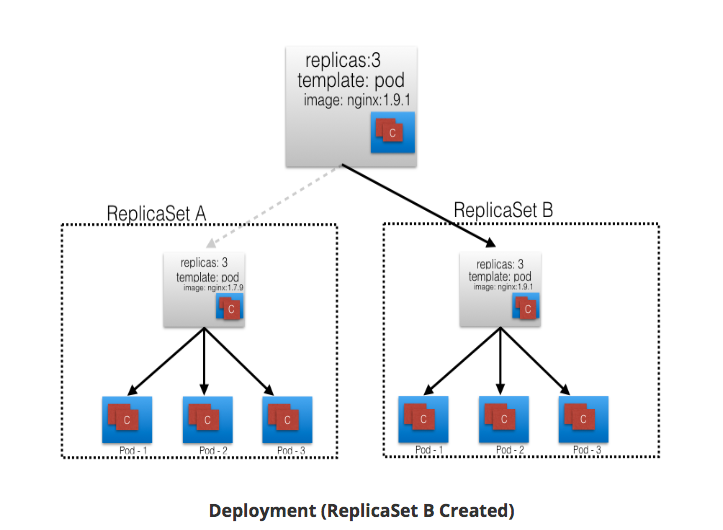 replicas:3
template: pod
image: nginx:1.9.1
C
ReplicaSet A
ReplicaSet B
replicas: 3
template: pod
image: nginx:1.7.9
C
replicas: 3
template: pod
image: nginx:1.9.1
C
C
C
C
C
C
C
Pod - 1
Pod - 2
Pod - 3
Pod - 1
Pod - 2
Pod - 3
Deployment (ReplicaSet B Created)